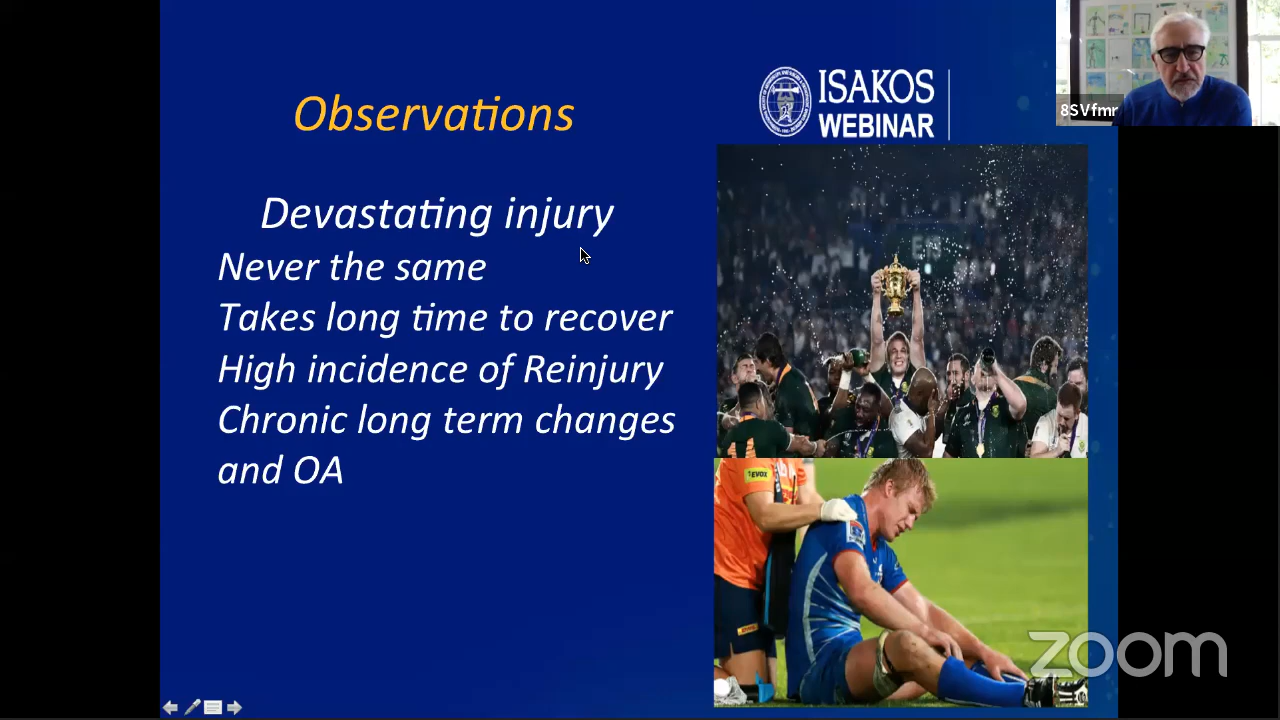 Observations
ISAKOS
WEBINAR
8SVfmr
Devastating injury
Never the same
Takes long time to recover
High incidence of Reinjury
Chronic long term changes
and OA
EVOX
zoom